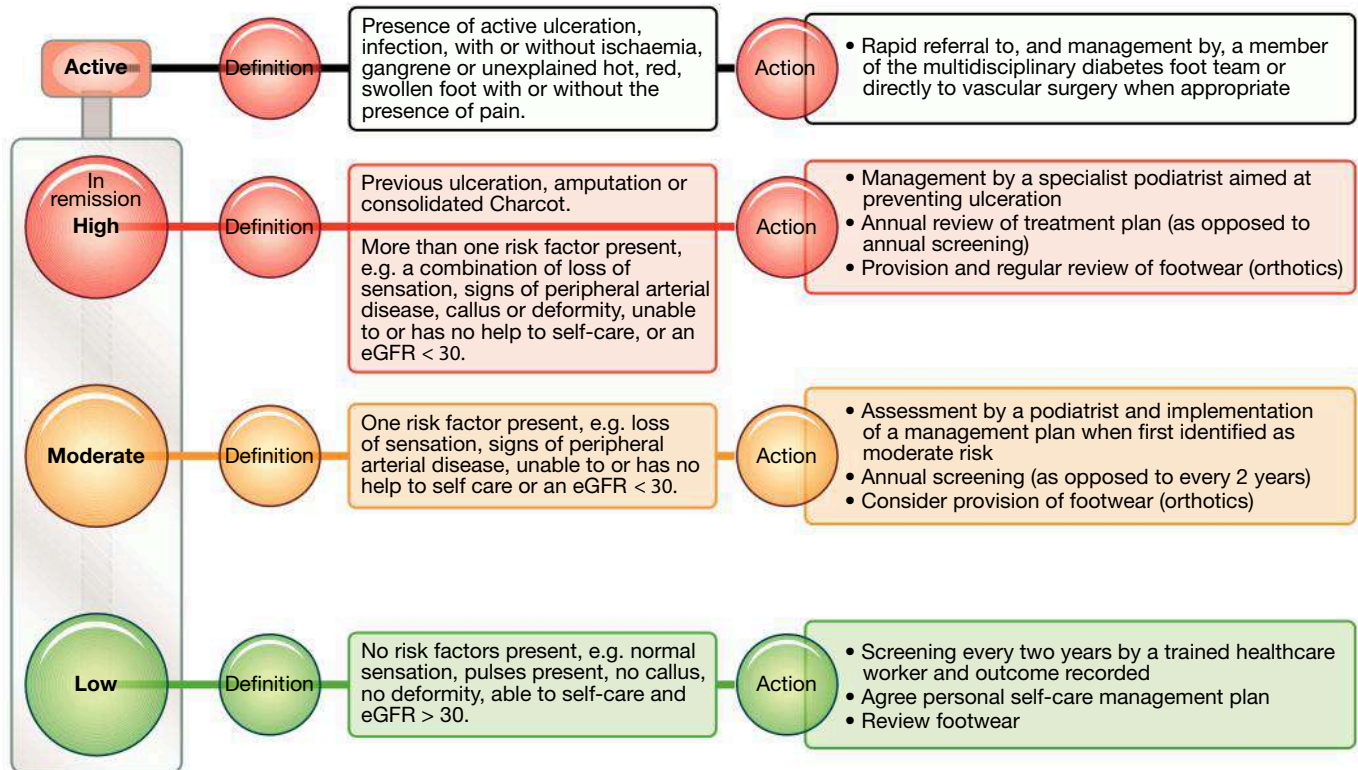 Active
Definition
Presence of active ulceration,
infection, with or without ischaemia,
gangrene or unexplained hot, red,
swollen foot with or without the
presence of pain.
Action
• Rapid referral to, and management by, a member
of the multidisciplinary diabetes foot team or
directly to vascular surgery when appropriate
In
remission
High
Definition
Previous ulceration, amputation or
consolidated Charcot.
More than one risk factor present,
e.g. a combination of loss of
sensation, signs of peripheral arterial
disease, callus or deformity, unable
to or has no help to self-care, or an
eGFR < 30.
Action
• Management by a specialist podiatrist aimed at
preventing ulceration
• Annual review of treatment plan (as opposed to
annual screening)
• Provision and regular review of footwear (orthotics)
Moderate
Definition
One risk factor present, e.g. loss
of sensation, signs of peripheral
arterial disease, unable to or has no
help to self care or an eGFR < 30.
Action
• Assessment by a podiatrist and implementation
of a management plan when first identified as
moderate risk
• Annual screening (as opposed to every 2 years)
• Consider provision of footwear (orthotics)
Low
Definition
No risk factors present, e.g. normal
sensation, pulses present, no callus,
no deformity, able to self-care and
eGFR > 30.
Action
• Screening every two years by a trained healthcare
worker and outcome recorded
• Agree personal self-care management plan
• Review footwear